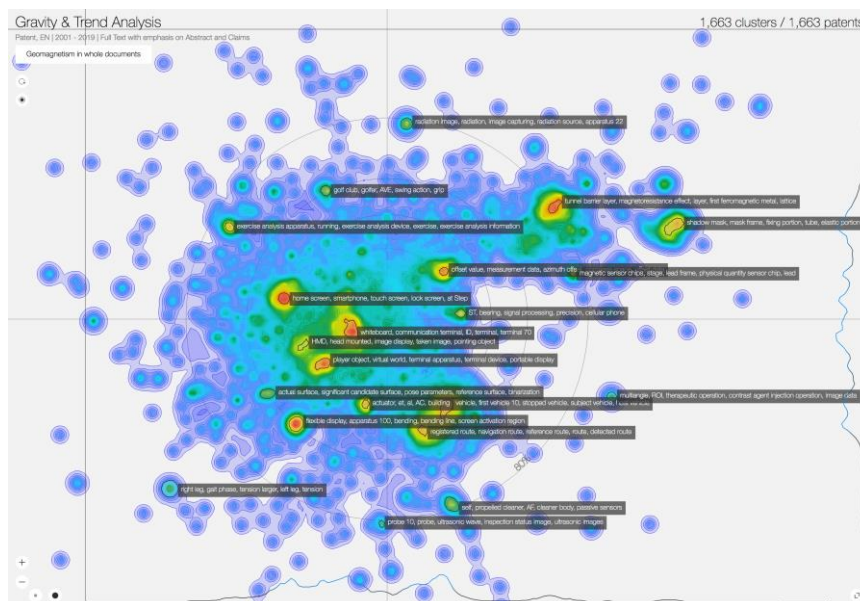 Gravity & Trend Analysis
1,663 clusters / 1,663 patents
Patent, EN | 2001 - 2019 | Full Text with emphasis on Abstract and Claims
Geomagnetism in whole documents
radiation image, radiation, image capturing, radiation source, apparatus 22
golf club, golfer, AVE, swing action, grip
tunnel barrier layer, magnetoresistance effect, layer, first ferromagnetic metal, lattice
shadow mask, mask frame, fixing portion, tube, elastic portion
exercise analysis apparatus, running, exercise analysis device, exercise, exercise analysis information
offset value, measurement data, azimuth offe
magnetic sensor chips, stage, lead frame, physical quantity sensor chip, lead
home screen, smartphone, touch screen, lock screen, at Step
ST, bearing, signal processing, precision, cellular phone
whiteboard, communication terminal, ID, terminal, terminal 70
HMD, head mounted, image display, taken image, pointing object
player object, virtual world, terminal apparatus, terminal device, portable display
actual surface, significant candidate surface, pose parameters, reference surface, binarization
multiangle, ROI, therapeutic operation, contrast agent injection operation, image data
actuator, et, al, AC, building
vehicle, first vehicle 10, stopped vehicle, subject vehicle, host vehicle
flexible display, apparatus 100, bending, bending line, screen activation region
registered route, navigation route, reference route, route, detected route
80%
right leg, gait phase, tension larger, left leg, tension
self, propelled cleaner, AF, cleaner body, passive sensors
probe 10, probe, ultrasonic wave, inspection status image, ultrasonic images